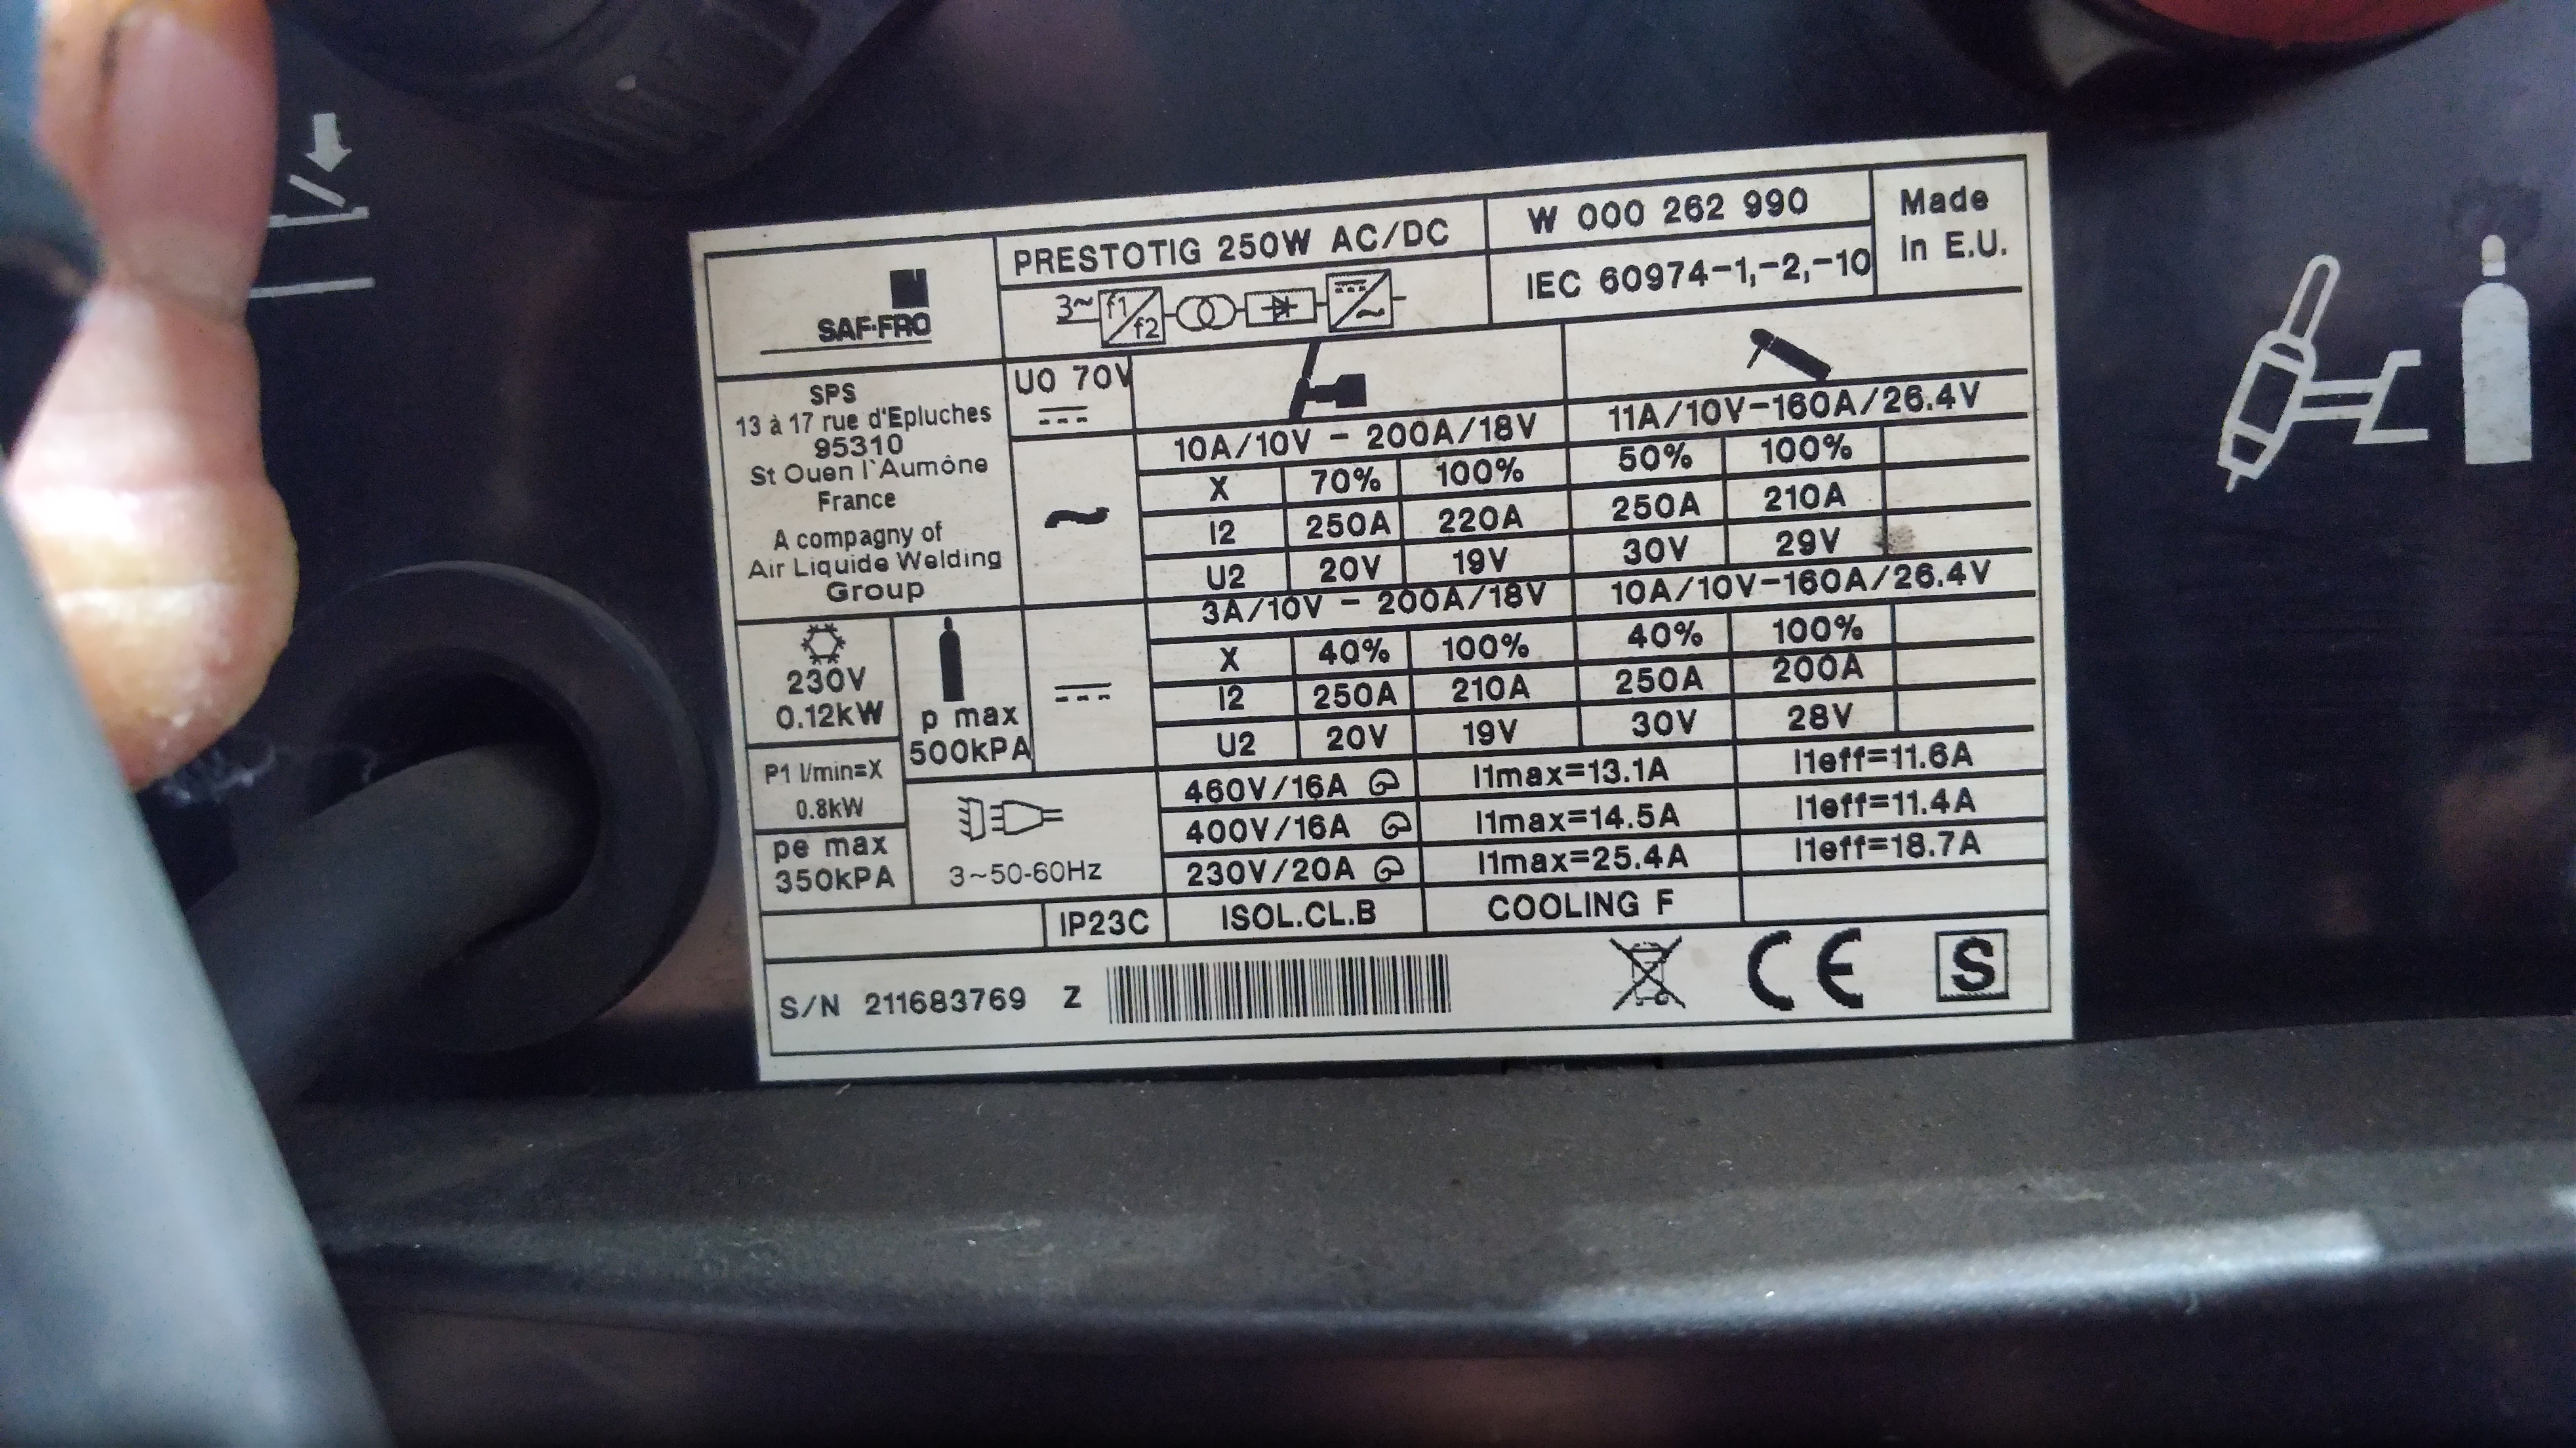 SAF-FRO
PRESTOTIG 250W AC/DC
W 000 262 990
IEC 60974-1,-2,-10
Made
in E.U.
3~ f1 f2
SPS
13 à 17 rue d'Epluches
95310
St Ouen l`Aumône
France
A compagny of
Air Liquide Welding
Group
U0 70V
10A/10V - 200A/18V
11A/10V-160A/26.4V
X 70% 100% 50% 100%
I2 250A 220A 250A 210A
U2 20V 19V 30V 29V
3A/10V - 200A/18V
10A/10V-160A/26.4V
X 40% 100% 40% 100%
I2 250A 210A 250A 200A
U2 20V 19V 30V 28V
230V
0.12kW
p max
500kPA
P1 l/min=X
0.8kW
pe max
350kPA
3~50-60Hz
460V/16A I1max=13.1A I1eff=11.6A
400V/16A I1max=14.5A I1eff=11.4A
230V/20A I1max=25.4A I1eff=18.7A
IP23C ISOL.CL.B COOLING F
S/N 211683769 Z
CE S